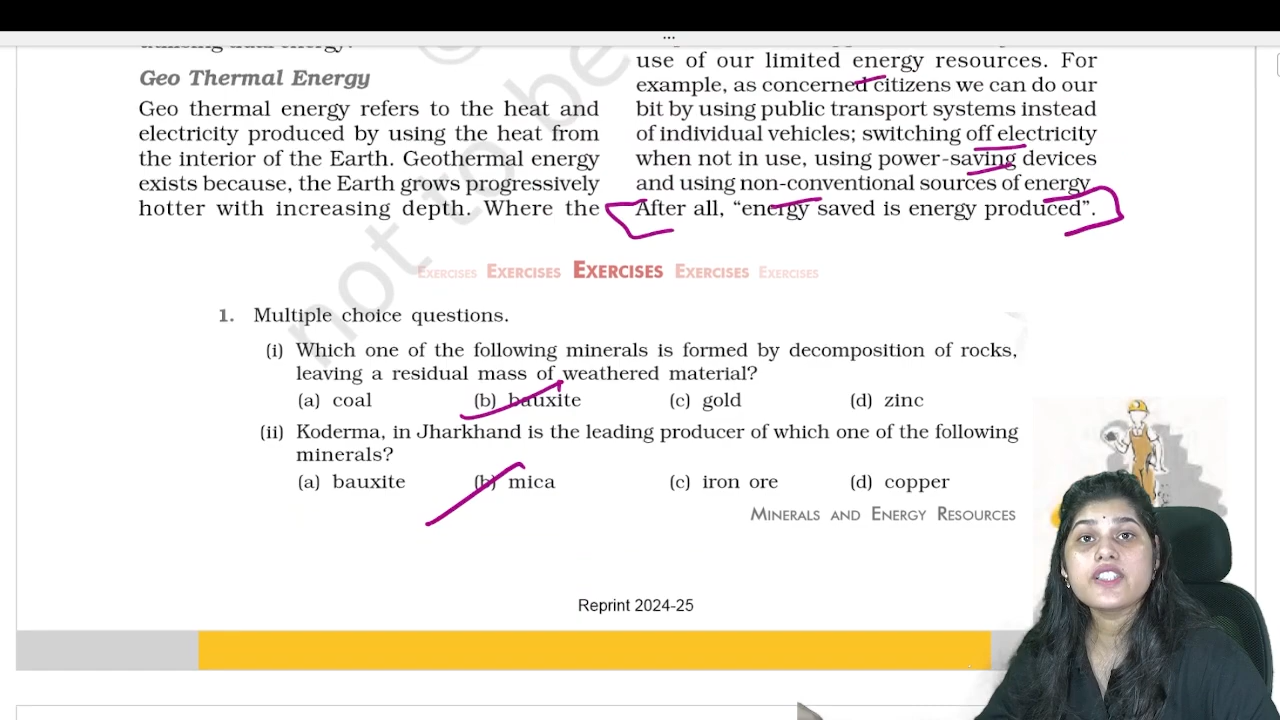 Geo Thermal Energy
Geo thermal energy refers to the heat and
electricity produced by using the heat from
the interior of the Earth. Geothermal energy
exists because, the Earth grows progressively
hotter with increasing depth. Where the
use of our limited energy resources. For
example, as concerned citizens we can do our
bit by using public transport systems instead
of individual vehicles; switching off electricity
when not in use, using power-saving devices
and using non-conventional sources of energy.
After all, “energy saved is energy produced”.
Exercises Exercises Exercises Exercises Exercises
1. Multiple choice questions.
(i) Which one of the following minerals is formed by decomposition of rocks,
leaving a residual mass of weathered material?
(a) coal (b) bauxite (c) gold (d) zinc
(ii) Koderma, in Jharkhand is the leading producer of which one of the following
minerals?
(a) bauxite (b) mica (c) iron ore (d) copper
Minerals and Energy Resources
Reprint 2024-25
not to be